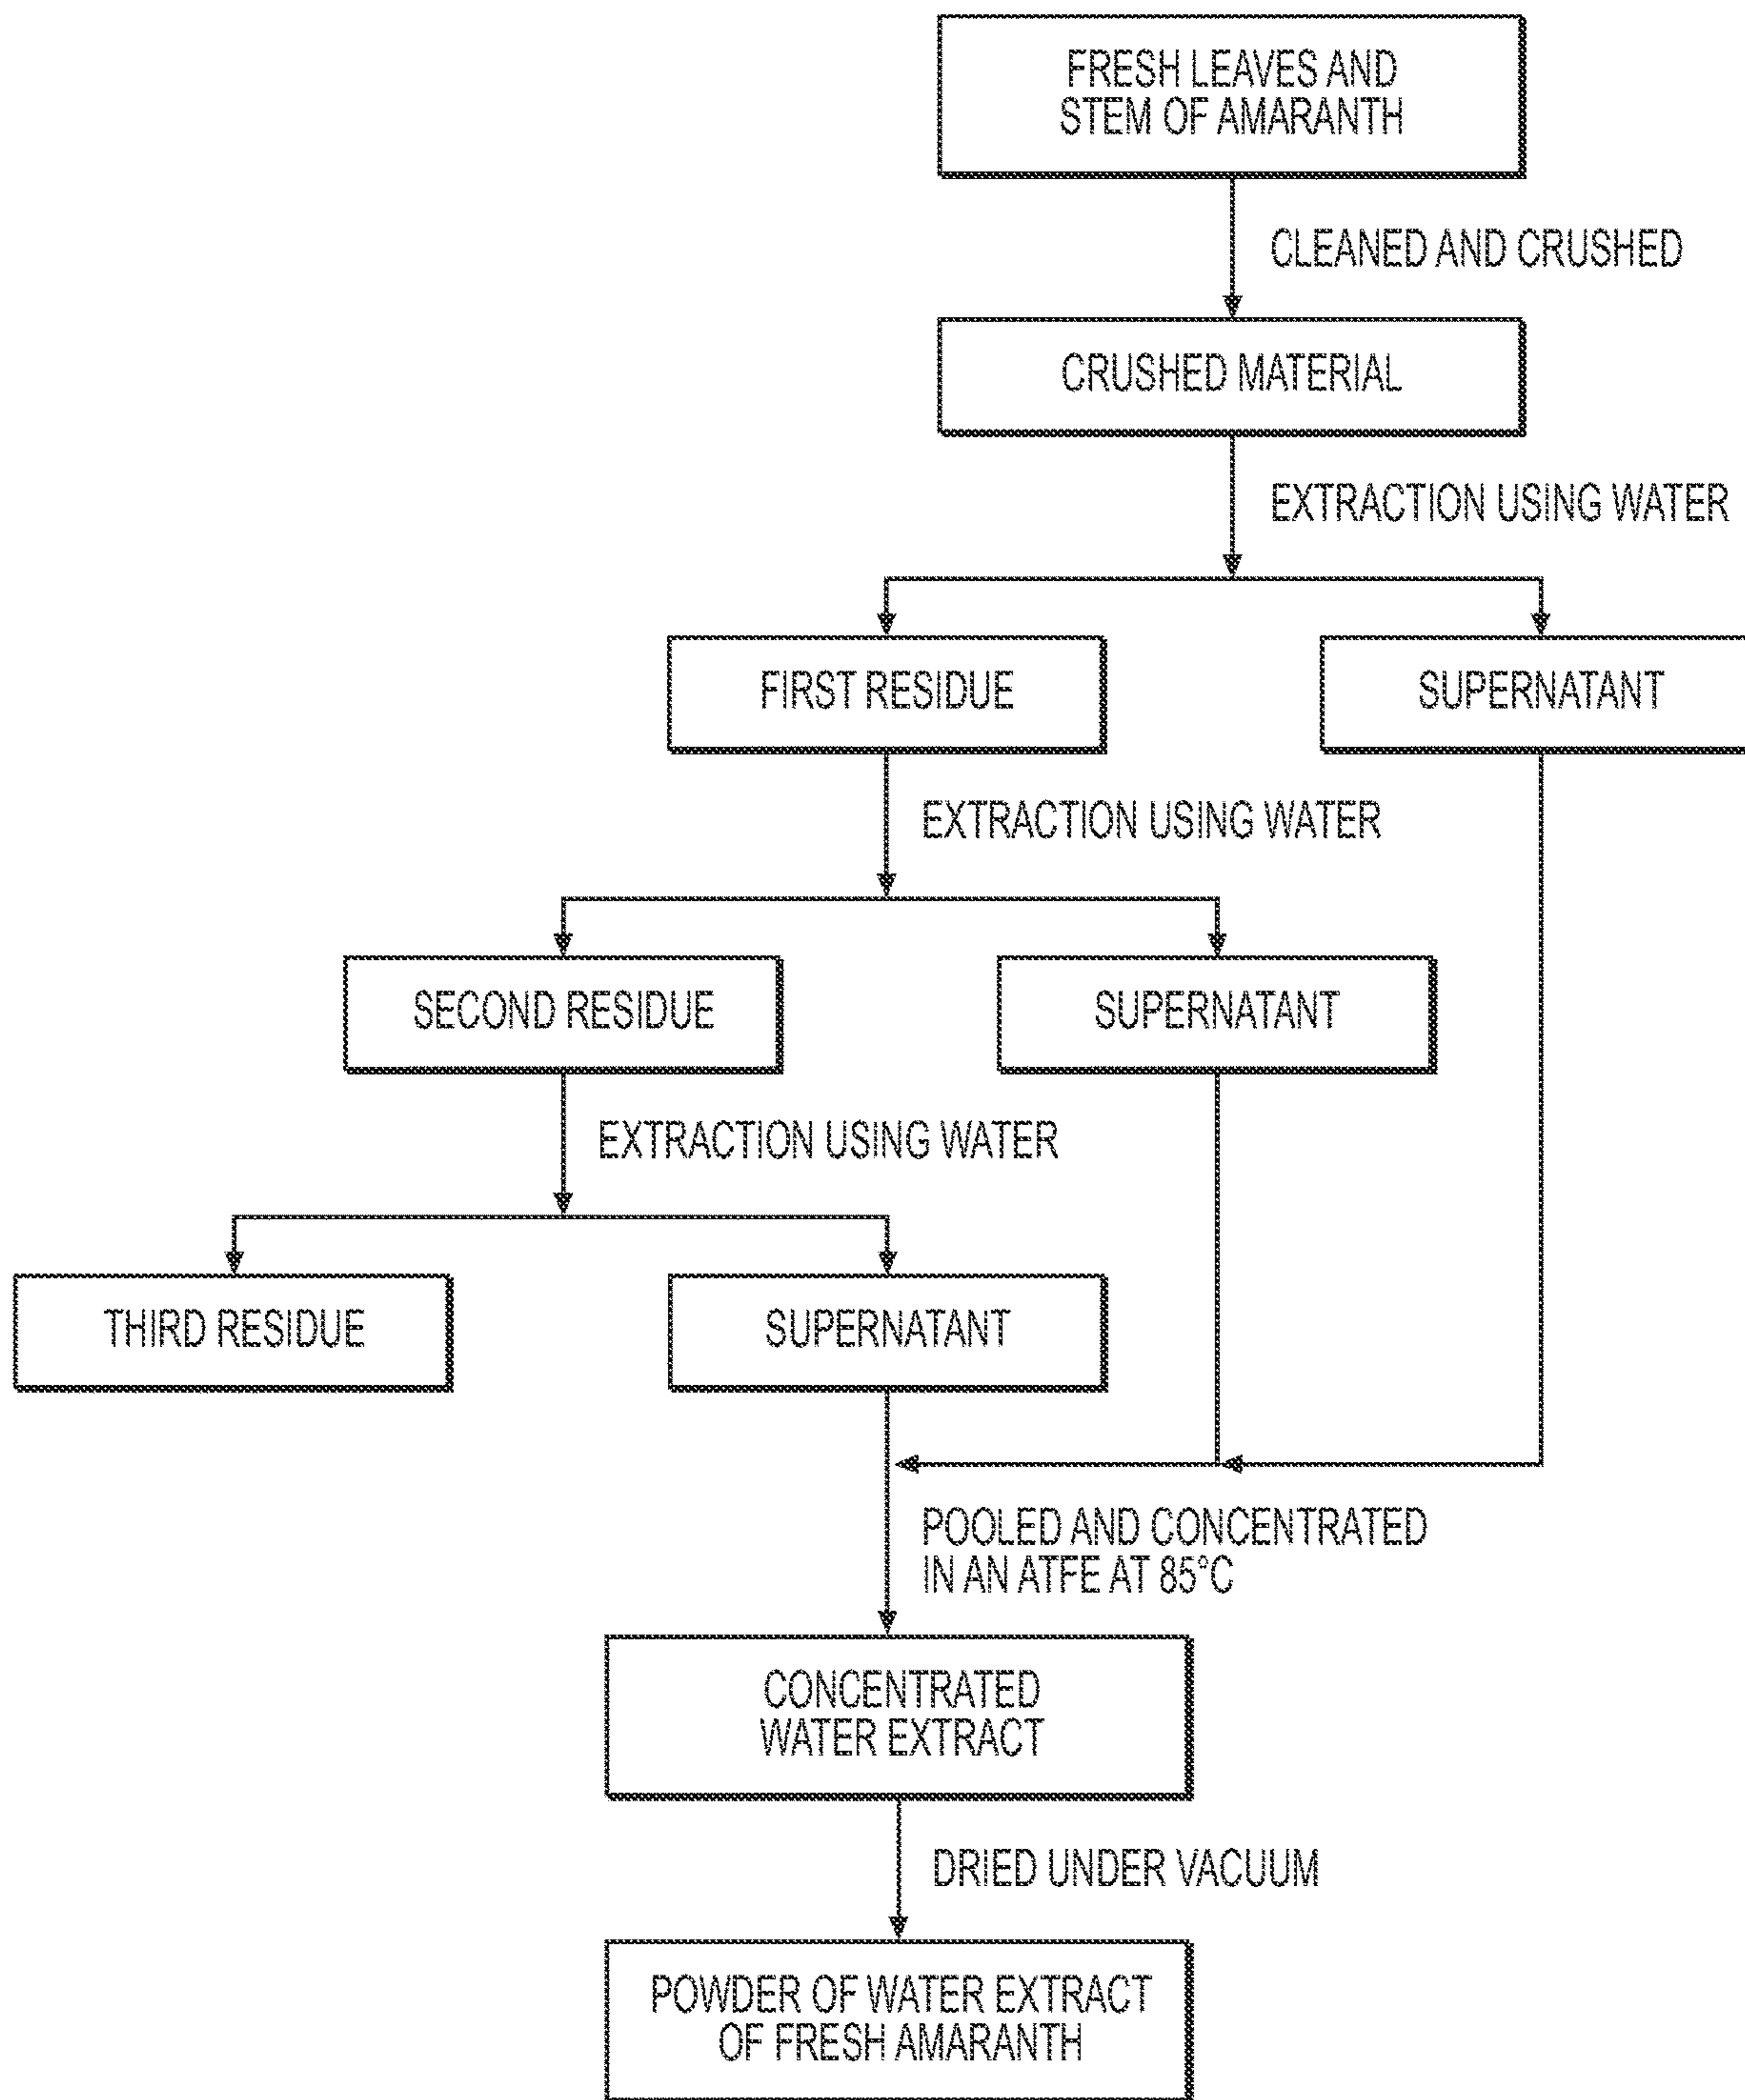 FRESH LEAVES AND
STEM OF AMARANTH
CLEANED AND CRUSHED
CRUSHED MATERIAL
EXTRACTION USING WATER
FIRST RESIDUE
SUPERNATANT
EXTRACTION USING WATER
SECOND RESIDUE
SUPERNATANT
EXTRACTION USING WATER
THIRD RESIDUE
SUPERNATANT
POOLED AND CONCENTRATED
IN AN ATFE AT 85°C
CONCENTRATED
WATER EXTRACT
DRIED UNDER VACUUM
POWDER OF WATER EXTRACT
OF FRESH AMARANTH